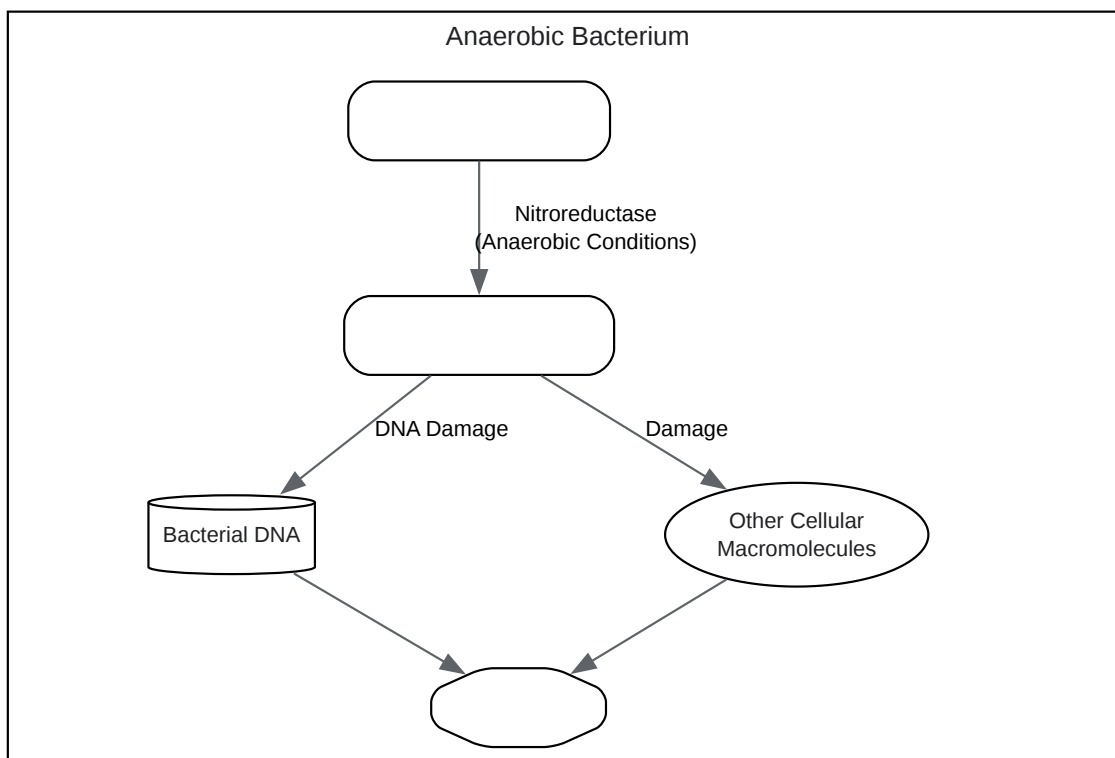 Anaerobic Bacterium
Nitroreductase
(Anaerobic Conditions)
DNA Damage
Damage
Bacterial DNA
Other Cellular
Macromolecules